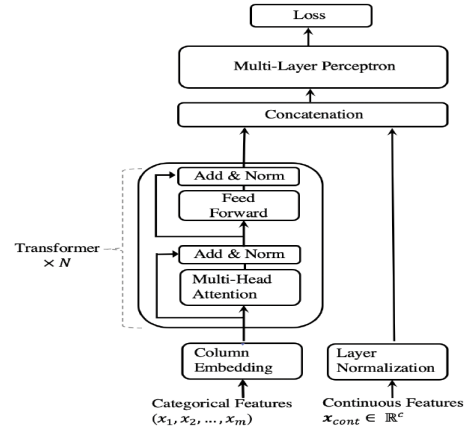 Loss
Multi-Layer Perceptron
Concatenation
Add & Norm
Feed
Forward
Transformer
× N
Add & Norm
Multi-Head
Attention
Column
Embedding
Layer
Normalization
Categorical Features
(x₁, x₂, ..., xₘ)
Continuous Features
x_cont ∈ ℝᶜ